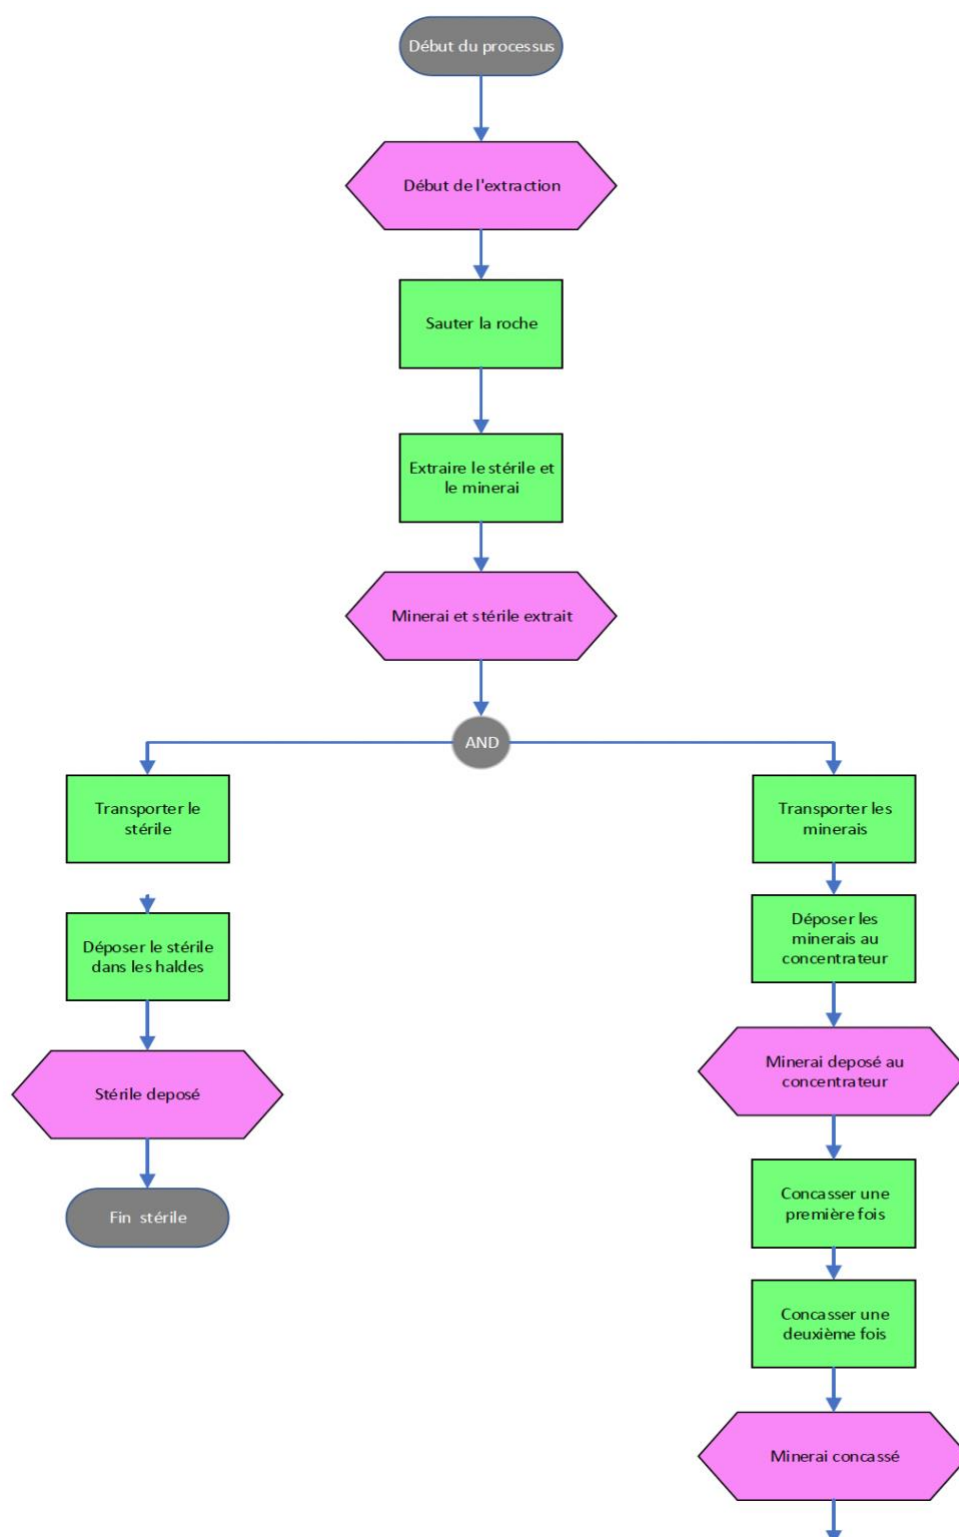 Début du processus
Début de l'extraction
Sauter la roche
Extraire le stérile et
le minerai
Minerai et stérile extrait
AND
Transporter le
stérile
Déposer le stérile
dans les haldes
Stérile deposé
Fin stérile
Transporter les
minerais
Déposer les
minerais au
concentrateur
Minerai deposé au
concentrateur
Concasser une
première fois
Concasser une
deuxième fois
Minerai concassé